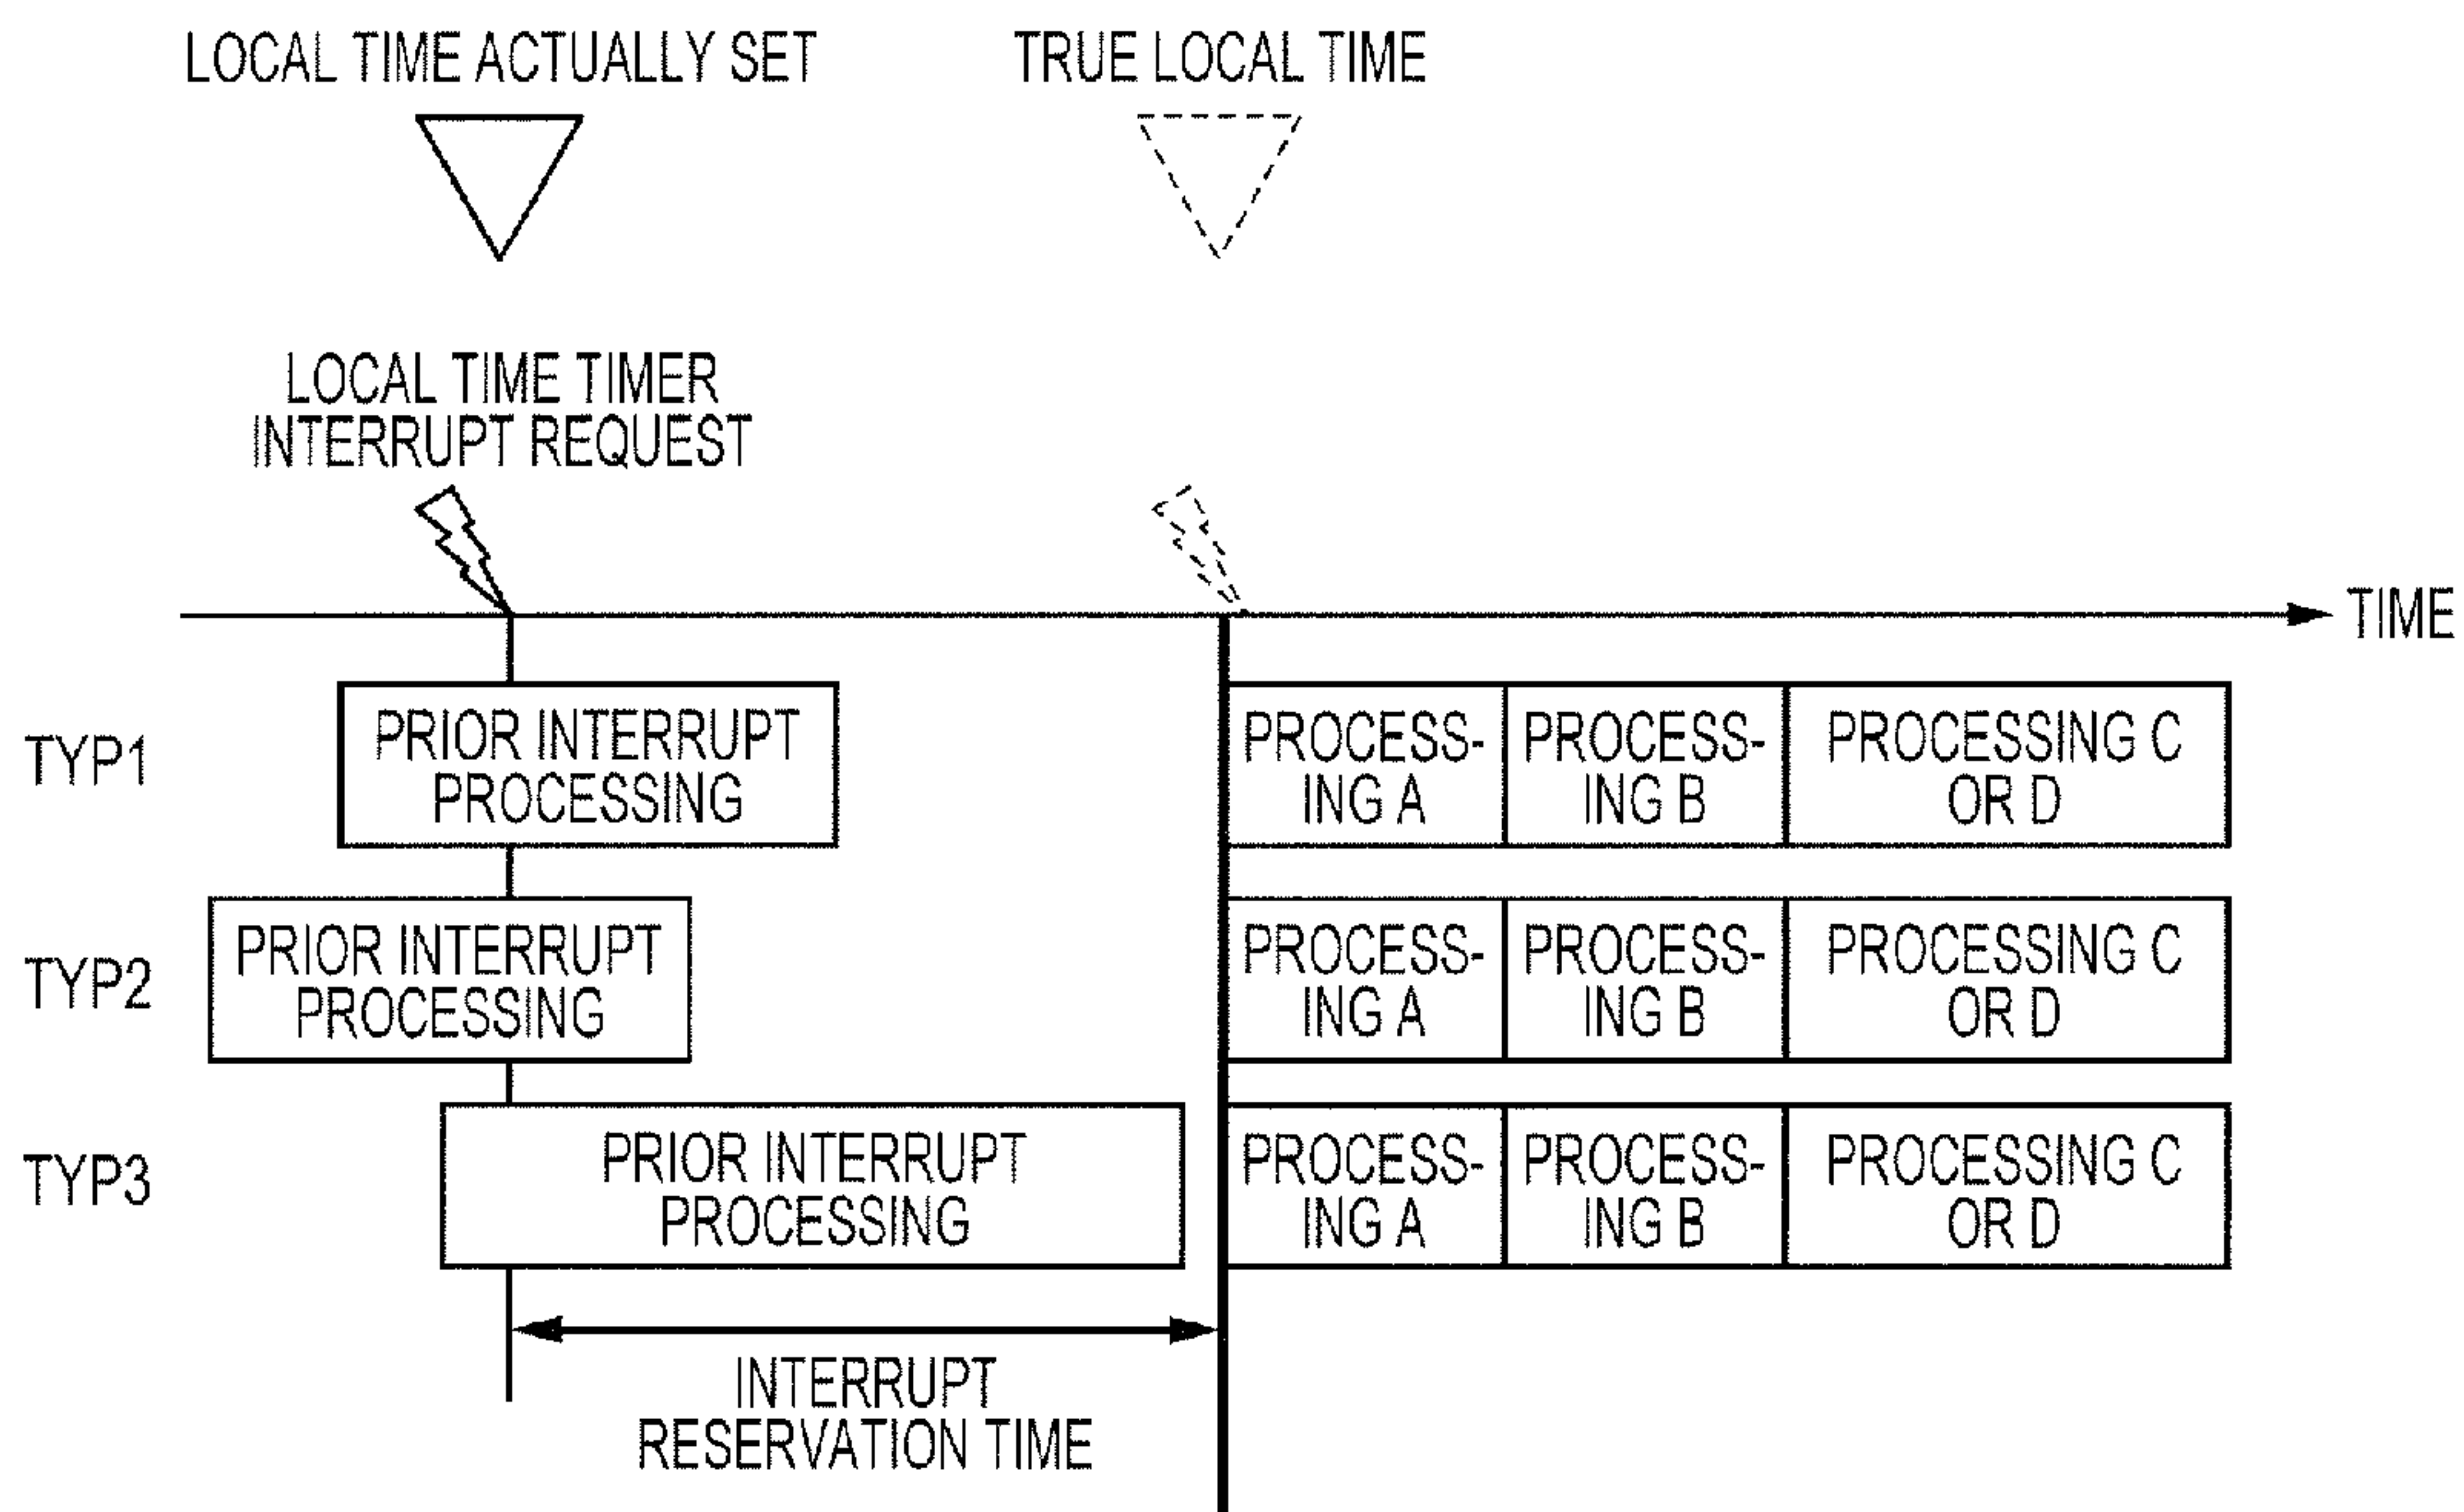 LOCAL TIME ACTUALLY SET
TRUE LOCAL TIME
LOCAL TIME TIMER
INTERRUPT REQUEST
TIME
TYP1
PRIOR INTERRUPT
PROCESSING
PROCESS-
ING A
PROCESS-
ING B
PROCESSING C
OR D
TYP2
PRIOR INTERRUPT
PROCESSING
PROCESS-
ING A
PROCESS-
ING B
PROCESSING C
OR D
TYP3
PRIOR INTERRUPT
PROCESSING
PROCESS-
ING A
PROCESS-
ING B
PROCESSING C
OR D
INTERRUPT
RESERVATION TIME